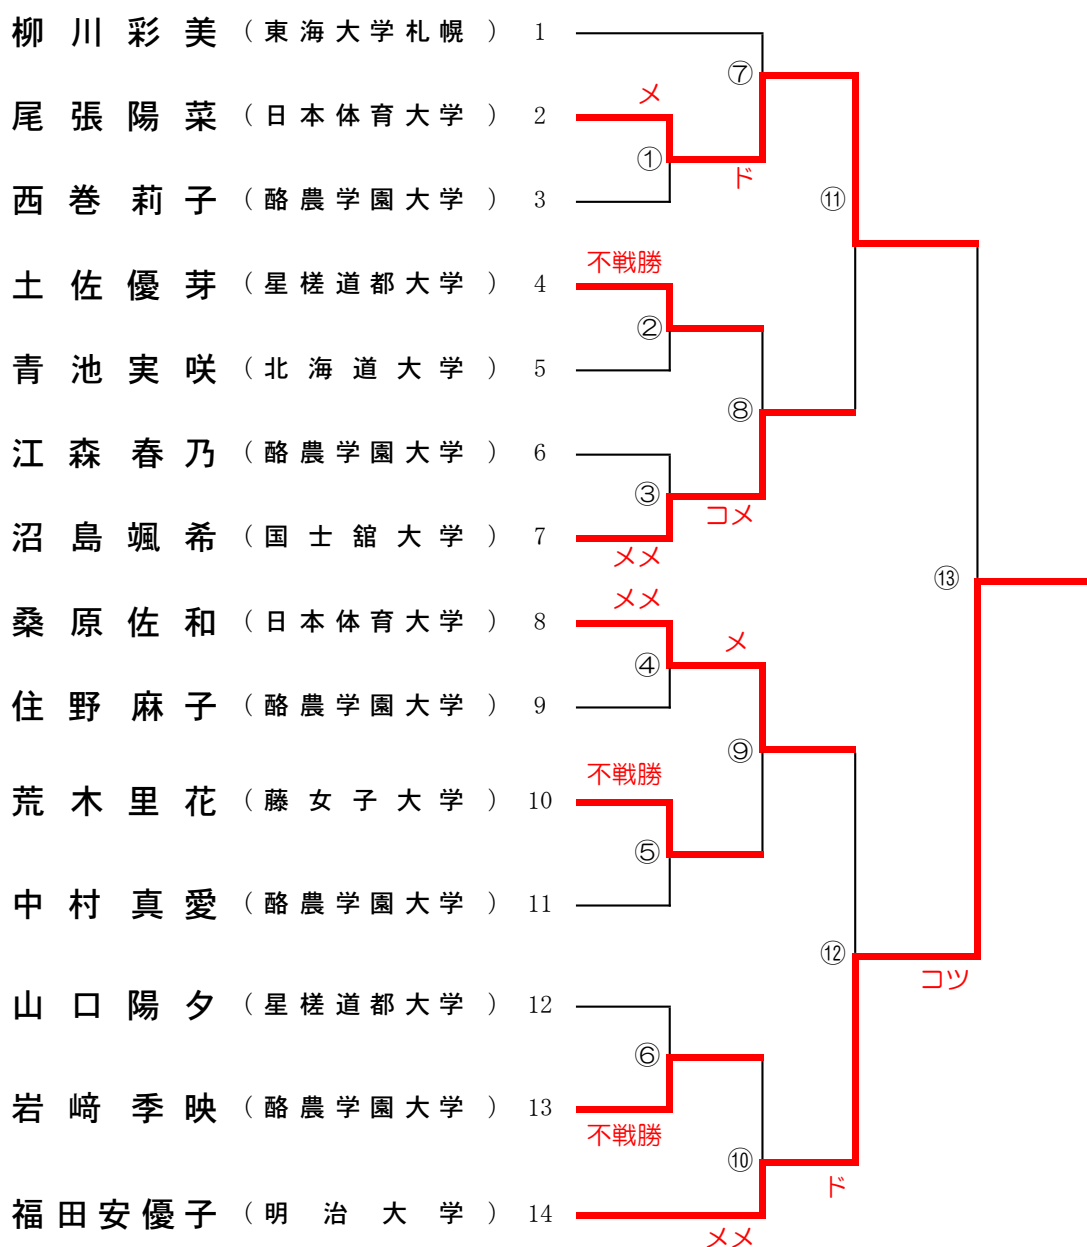 柳川彩美 (東海大学札幌) 1
⑦
メ
尾張陽菜 (日本体育大学) 2
①
ド
西巻莉子 (酪農学園大学) 3
⑪
不戦勝
土佐優芽 (星槎道都大学) 4
②
青池実咲 (北海道大学) 5
⑧
江森春乃 (酪農学園大学) 6
③
コメ
沼島颯希 (国士舘大学) 7
メメ
⑬
メメ
桑原佐和 (日本体育大学) 8
メ
④
住野麻子 (酪農学園大学) 9
⑨
不戦勝
荒木里花 (藤女子大学) 10
⑤
中村真愛 (酪農学園大学) 11
⑫
コツ
山口陽夕 (星槎道都大学) 12
⑥
岩﨑季映 (酪農学園大学) 13
不戦勝
⑩
ド
福田安優子 (明治大学) 14
メメ